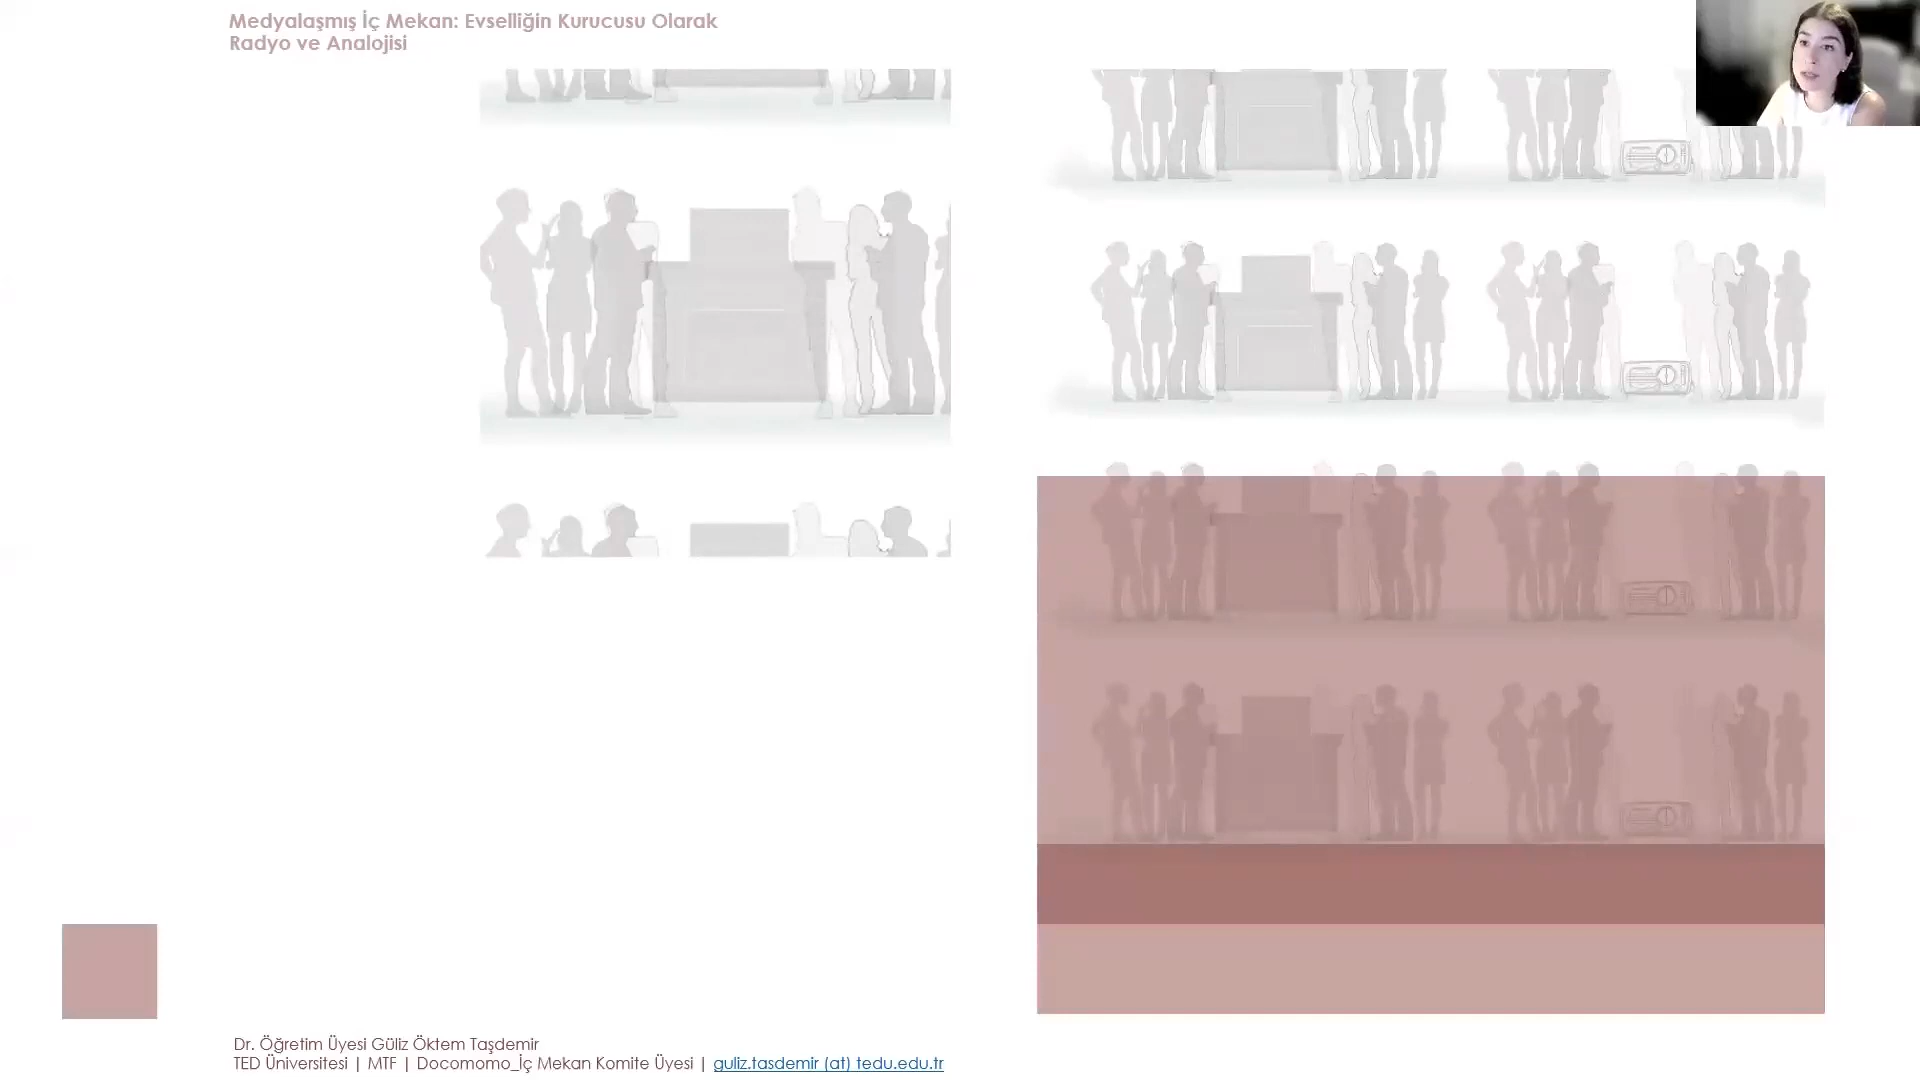 Medyalaşmış İç Mekan: Evselliğin Kurucusu Olarak
Radyo ve Analojisi
Dr. Öğretim Üyesi Güliz Öktem Taşdemir
TED Üniversitesi | MTF | Docomomo_İç Mekan Komite Üyesi | guliz.tasdemir (at) tedu.edu.tr